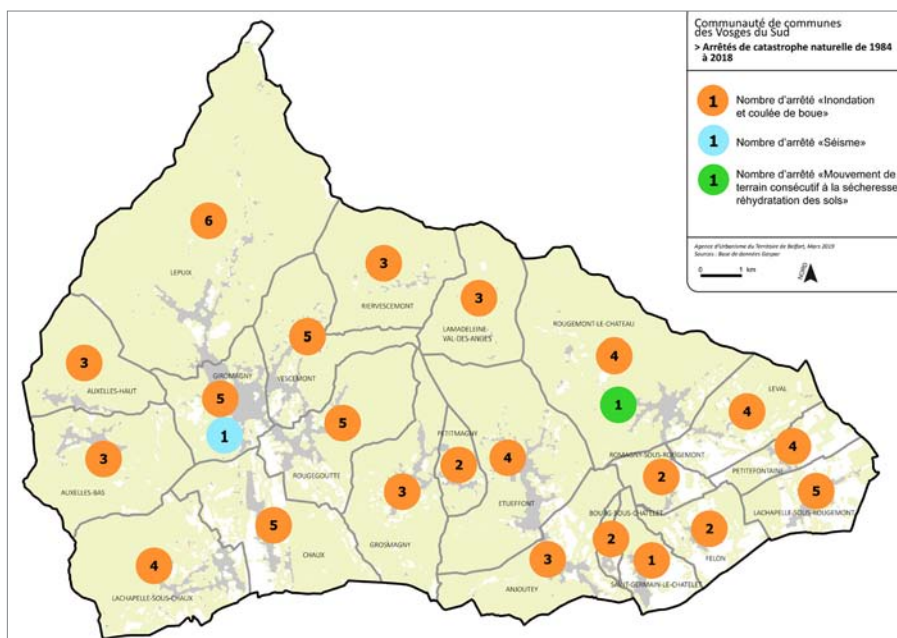 Communauté de communes
des Vosges du Sud
> Arrêtés de catastrophe naturelle de 1984
à 2018
1 Nombre d'arrêté «Inondation
et coulée de boue»
1 Nombre d'arrêté «Séisme»
1 Nombre d'arrêté «Mouvement de
terrain consécutif à la sécheresse
réhydratation des sols»
Agence d'Urbanisme du Territoire de Belfort, Mars 2019
Sources : Base de données Gaspar
0 1 km
NORD
6
LEPUIX
3
RIERVESCEMONT
3
LAMADELEINE-
VAL-DES-ANGES
ROUGEMONT-LE-CHATEAU
4
1
3
AUXELLES-HAUT
GIROMAGNY
5
1
5
VESCEMONT
5
ROUGEGOUTTE
LEVAL
4
4
PETITEFONTAINE
3
AUXELLES-BAS
PETITMAGNY
2
4
ETUEFFONT
3
GROSMAGNY
ROMAGNY-SOUS-ROUGEMONT
2
5
LACHAPELLE-SOUS-ROUGEMONT
5
CHAUX
BOURG-SOUS-CHATELET
2
2
FELON
4
LACHAPELLE-SOUS-CHAUX
3
ANJOUTEY
1
SAINT-GERMAIN-LE-CHATELET